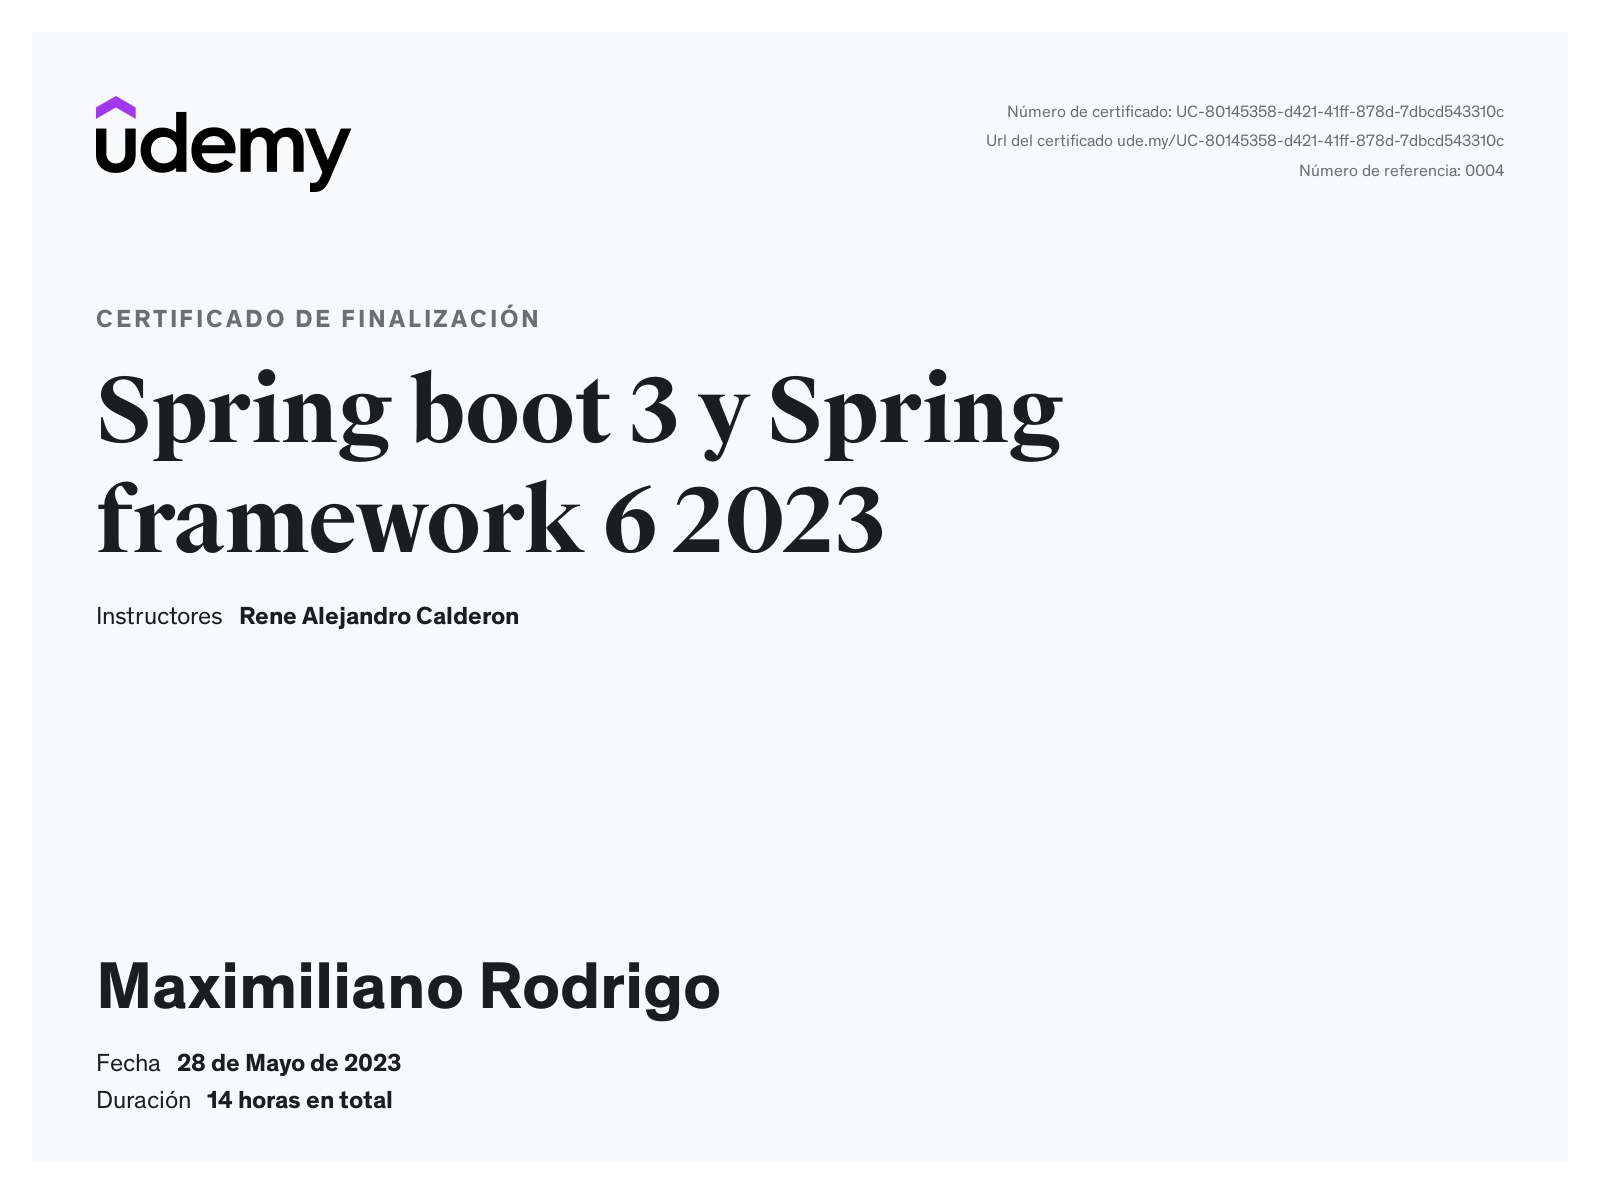 udemy
Número de certificado: UC-80145358-d421-41ff-878d-7dbcd543310c
Url del certificado ude.my/UC-80145358-d421-41ff-878d-7dbcd543310c
Número de referencia: 0004
CERTIFICADO DE FINALIZACIÓN
Spring boot 3 y Spring
framework 6 2023
Instructores Rene Alejandro Calderon
Maximiliano Rodrigo
Fecha 28 de Mayo de 2023
Duración 14 horas en total